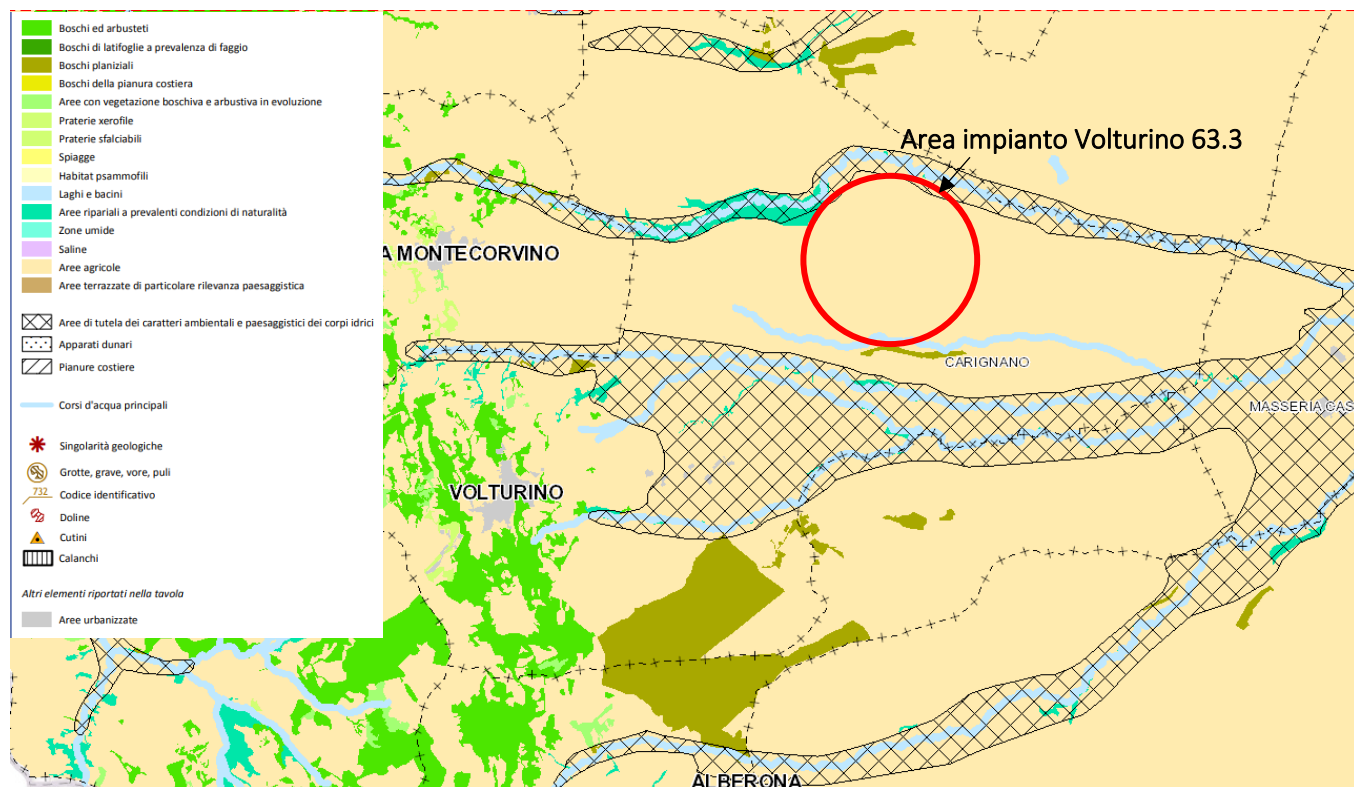 Boschi ed arbusteti
Boschi di latifoglie a prevalenza di faggio
Boschi planiziali
Boschi della pianura costiera
Aree con vegetazione boschiva e arbustiva in evoluzione
Praterie xerofile
Praterie sfalciabili
Spiagge
Habitat psammofili
Laghi e bacini
Aree ripariali a prevalenti condizioni di naturalità
Zone umide
Saline
Aree agricole
Aree terrazzate di particolare rilevanza paesaggistica
Aree di tutela dei caratteri ambientali e paesaggistici dei corpi idrici
Apparati dunari
Pianure costiere
Corsi d'acqua principali
Singolarità geologiche
Grotte, grave, vore, puli
732 Codice identificativo
Doline
Cutini
Calanchi
Altri elementi riportati nella tavola
Aree urbanizzate
Area impianto Volturino 63.3
A MONTECORVINO
CARIGNANO
MASSERIA CAS
VOLTURINO
ALBERONA